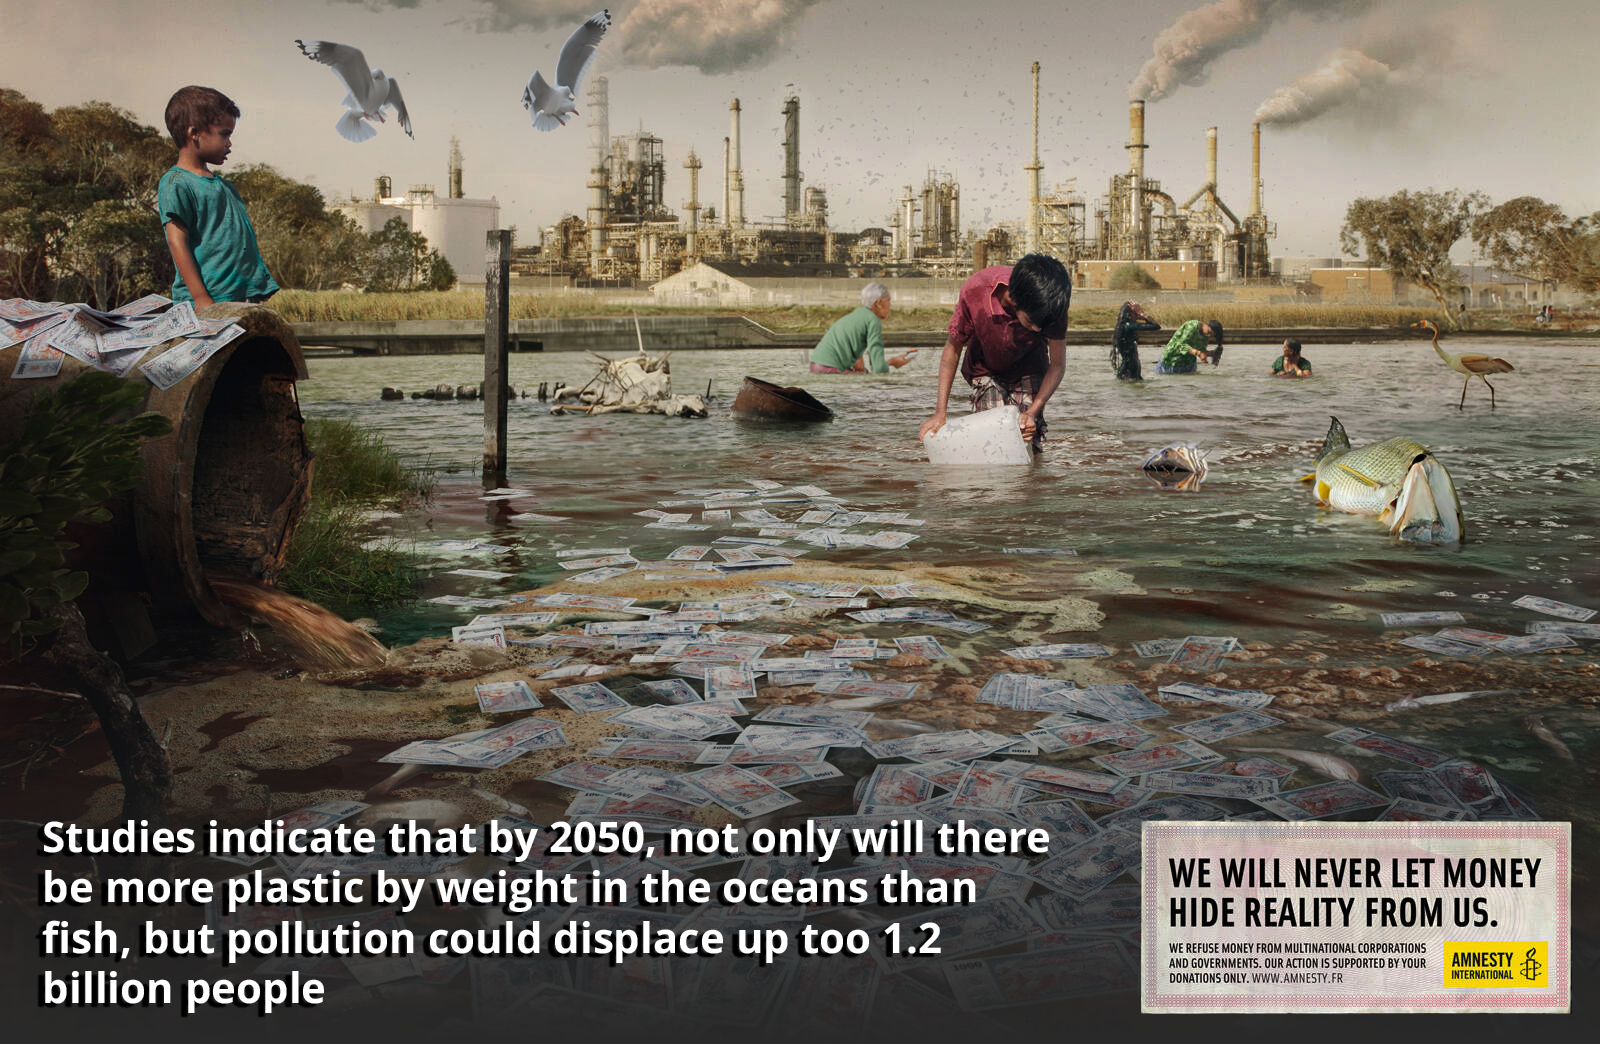 Studies indicate that by 2050, not only will there
be more plastic by weight in the oceans than
fish, but pollution could displace up too 1.2
billion people
WE WILL NEVER LET MONEY
HIDE REALITY FROM US.
WE REFUSE MONEY FROM MULTINATIONAL CORPORATIONS
AND GOVERNMENTS. OUR ACTION IS SUPPORTED BY YOUR
DONATIONS ONLY. WWW.AMNESTY.FR
AMNESTY
INTERNATIONAL